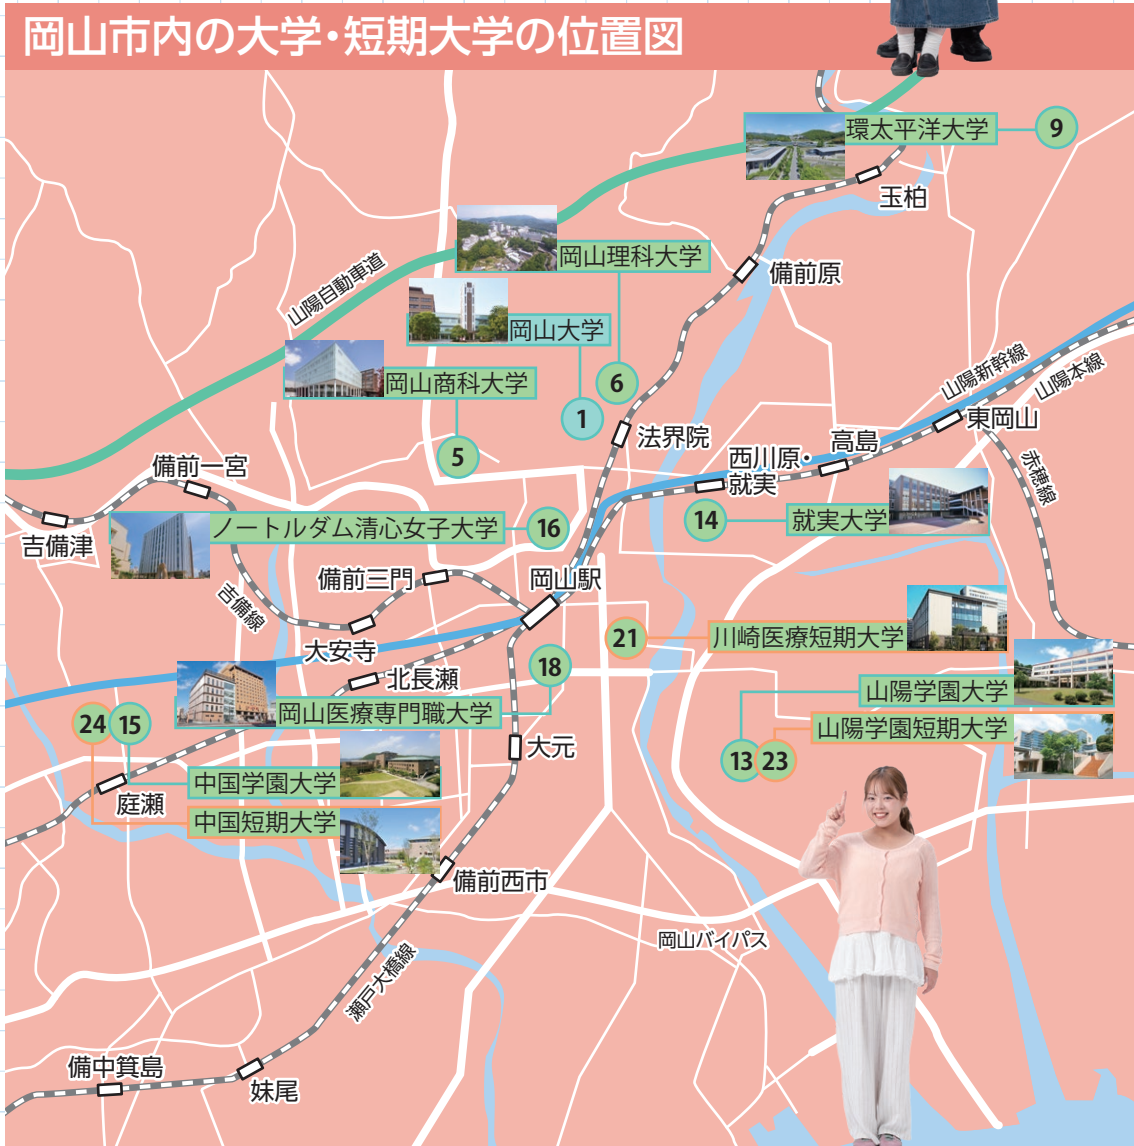 岡山市内の大学・短期大学の位置図
環太平洋大学
9
玉柏
岡山理科大学
備前原
山陽自動車道
岡山大学
岡山商科大学
6
1
山陽新幹線
山陽本線
法界院
東岡山
5
高島
西川原・
就実
備前一宮
赤穂線
14
就実大学
ノートルダム清心女子大学
16
吉備津
備前三門
岡山駅
吉備線
21
川崎医療短期大学
大安寺
18
北長瀬
山陽学園大学
岡山医療専門職大学
24
15
山陽学園短期大学
大元
13
23
中国学園大学
庭瀬
中国短期大学
備前西市
岡山バイパス
瀬戸大橋線
備中箕島
妹尾